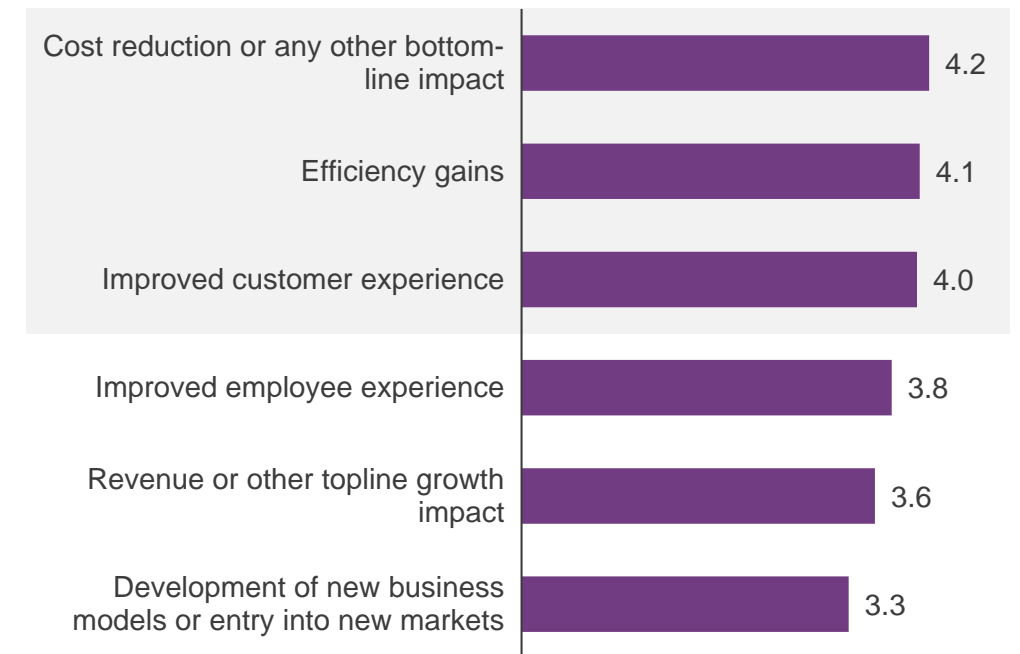 Cost reduction or any other bottom-
line impact
4.2
Efficiency gains
4.1
Improved customer experience
4.0
Improved employee experience
3.8
Revenue or other topline growth
impact
3.6
Development of new business
models or entry into new markets
3.3